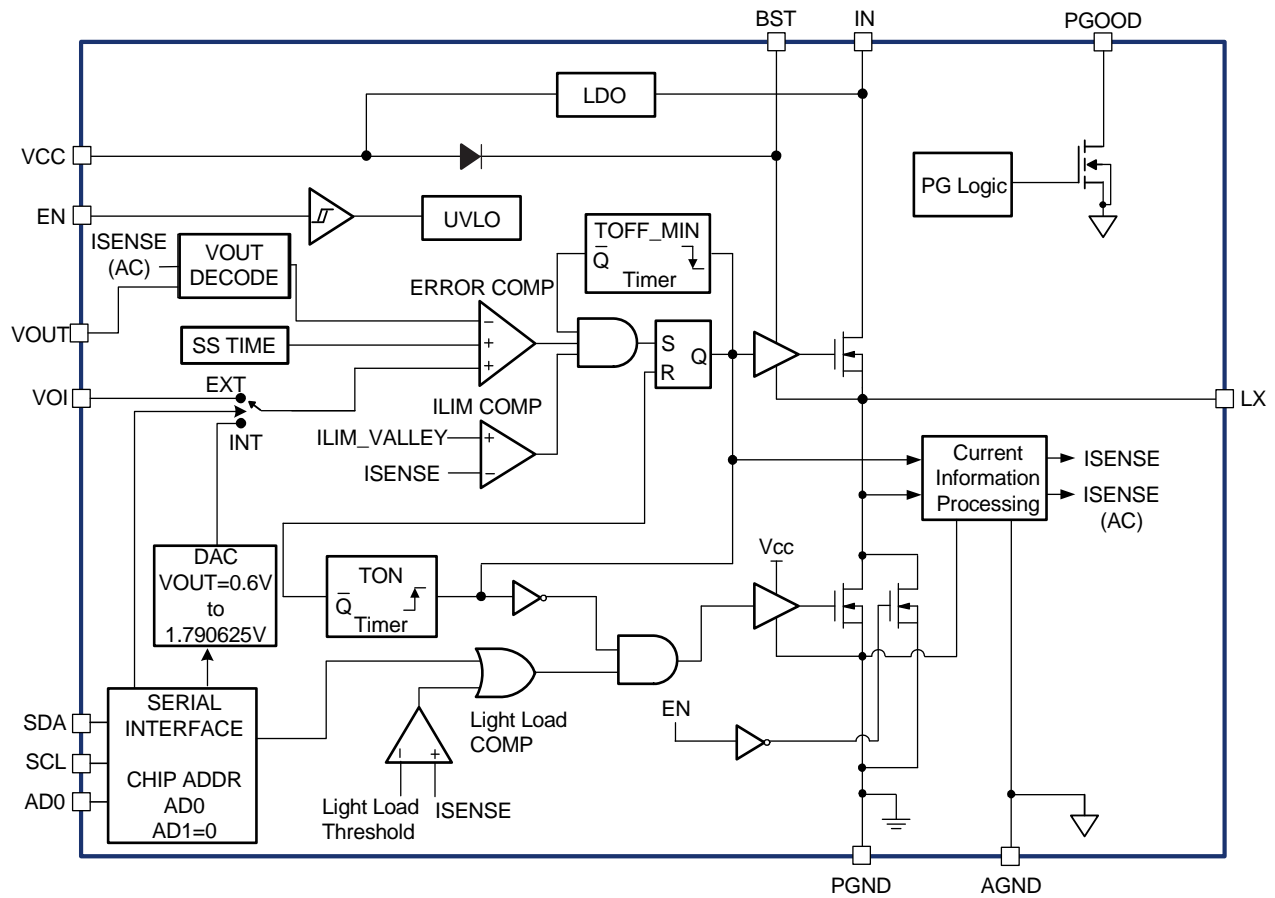 BST
IN
PGOOD
LDO
VCC
PG Logic
EN
UVLO
ISENSE
(AC)
VOUT
DECODE
TOFF_MIN
Q
Timer
ERROR COMP
VOUT
SS TIME
−
+
+
S
R
Q
VOI
EXT
INT
LX
ILIM COMP
ILIM_VALLEY
+
ISENSE
−
Current
Information
Processing
ISENSE
ISENSE
(AC)
DAC
VOUT=0.6V
to
1.790625V
TON
Q
Timer
Vcc
SERIAL
INTERFACE
CHIP ADDR
AD0
AD1=0
SDA
SCL
AD0
Light Load
COMP
−
+
Light Load
Threshold
ISENSE
EN
PGND
AGND